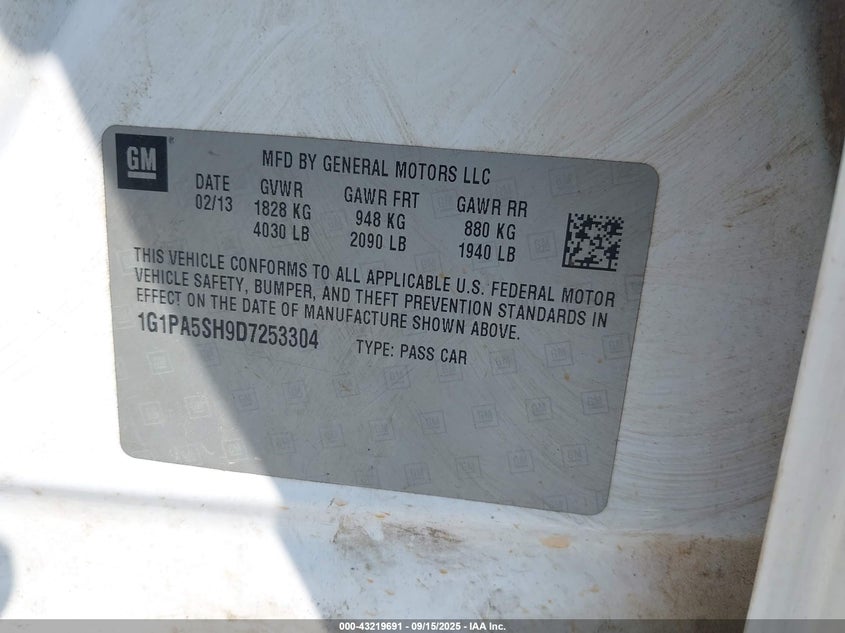 GM
MFD BY GENERAL MOTORS LLC
DATE GVWR GAWR FRT GAWR RR
02/13 1828 KG 948 KG 880 KG
4030 LB 2090 LB 1940 LB
THIS VEHICLE CONFORMS TO ALL APPLICABLE U.S. FEDERAL MOTOR
VEHICLE SAFETY, BUMPER, AND THEFT PREVENTION STANDARDS IN
EFFECT ON THE DATE OF MANUFACTURE SHOWN ABOVE.
1G1PA5SH9D7253304 TYPE: PASS CAR
000-43219691 - 09/15/2025 - IAA Inc.